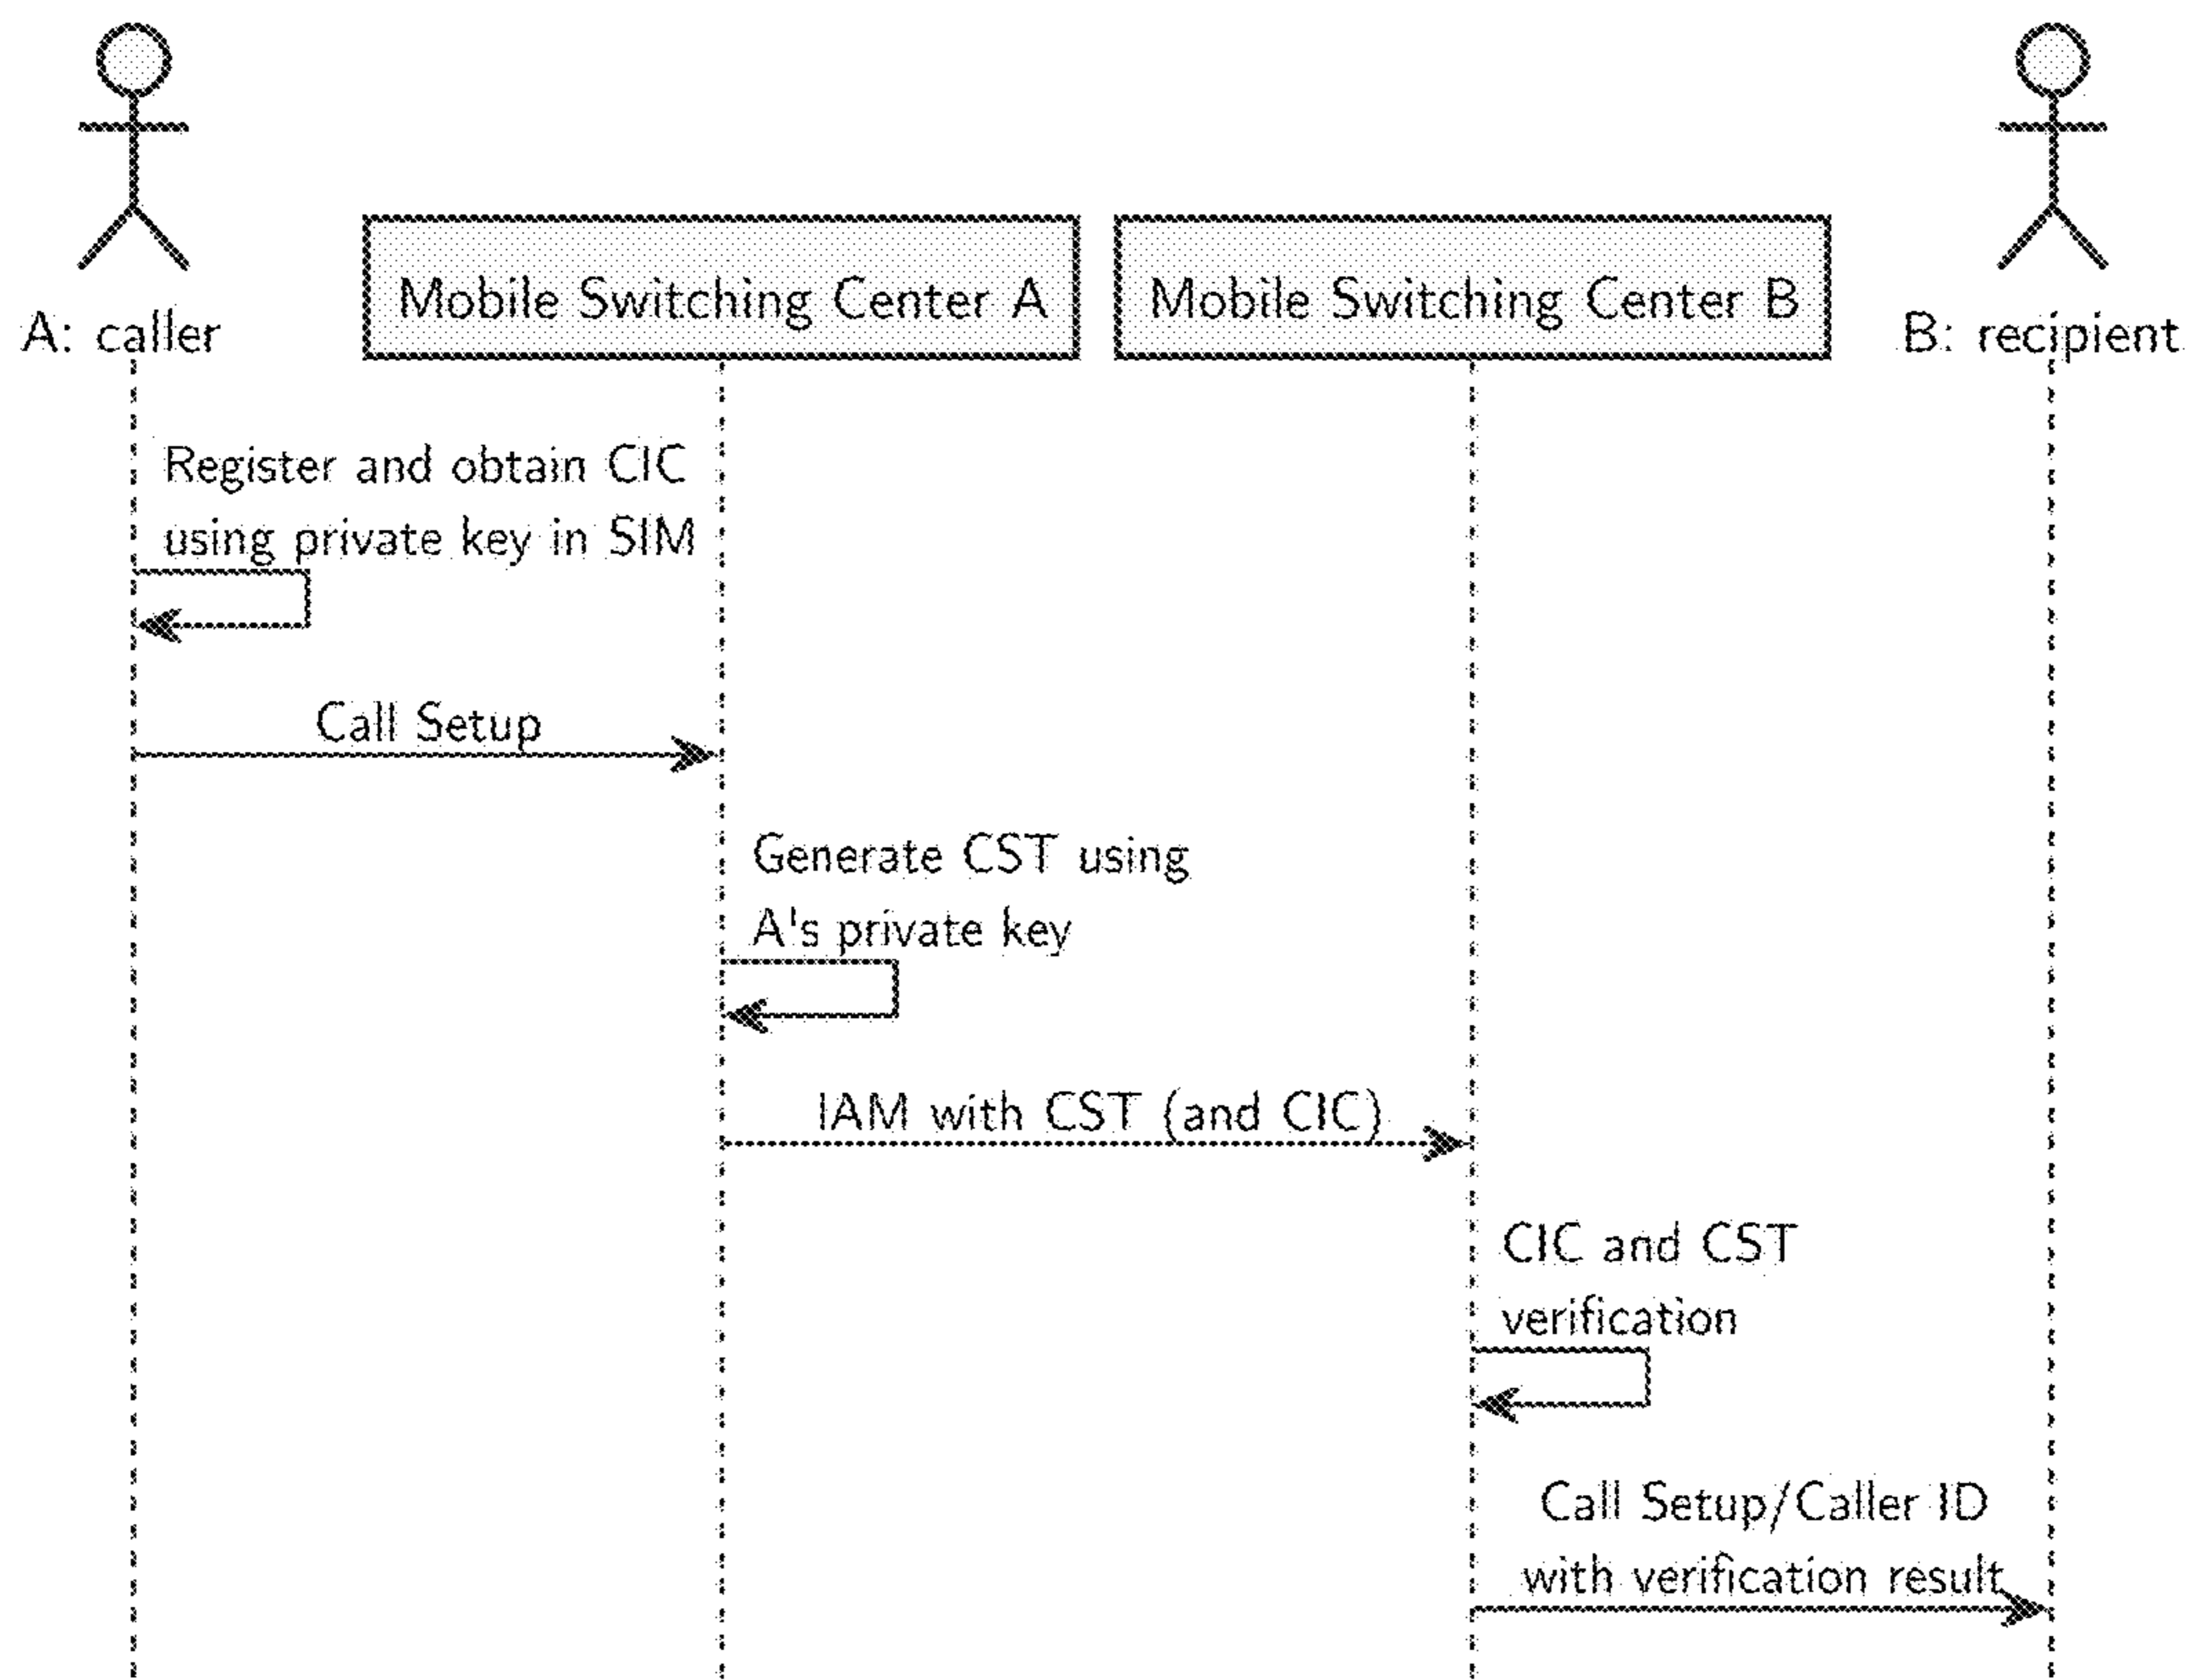 A: caller
Mobile Switching Center A
Mobile Switching Center B
B: recipient
Register and obtain CIC
using private key in SIM
Call Setup
Generate CST using
A's private key
IAM with CST (and CIC)
CIC and CST
verification
Call Setup/Caller ID
with verification result